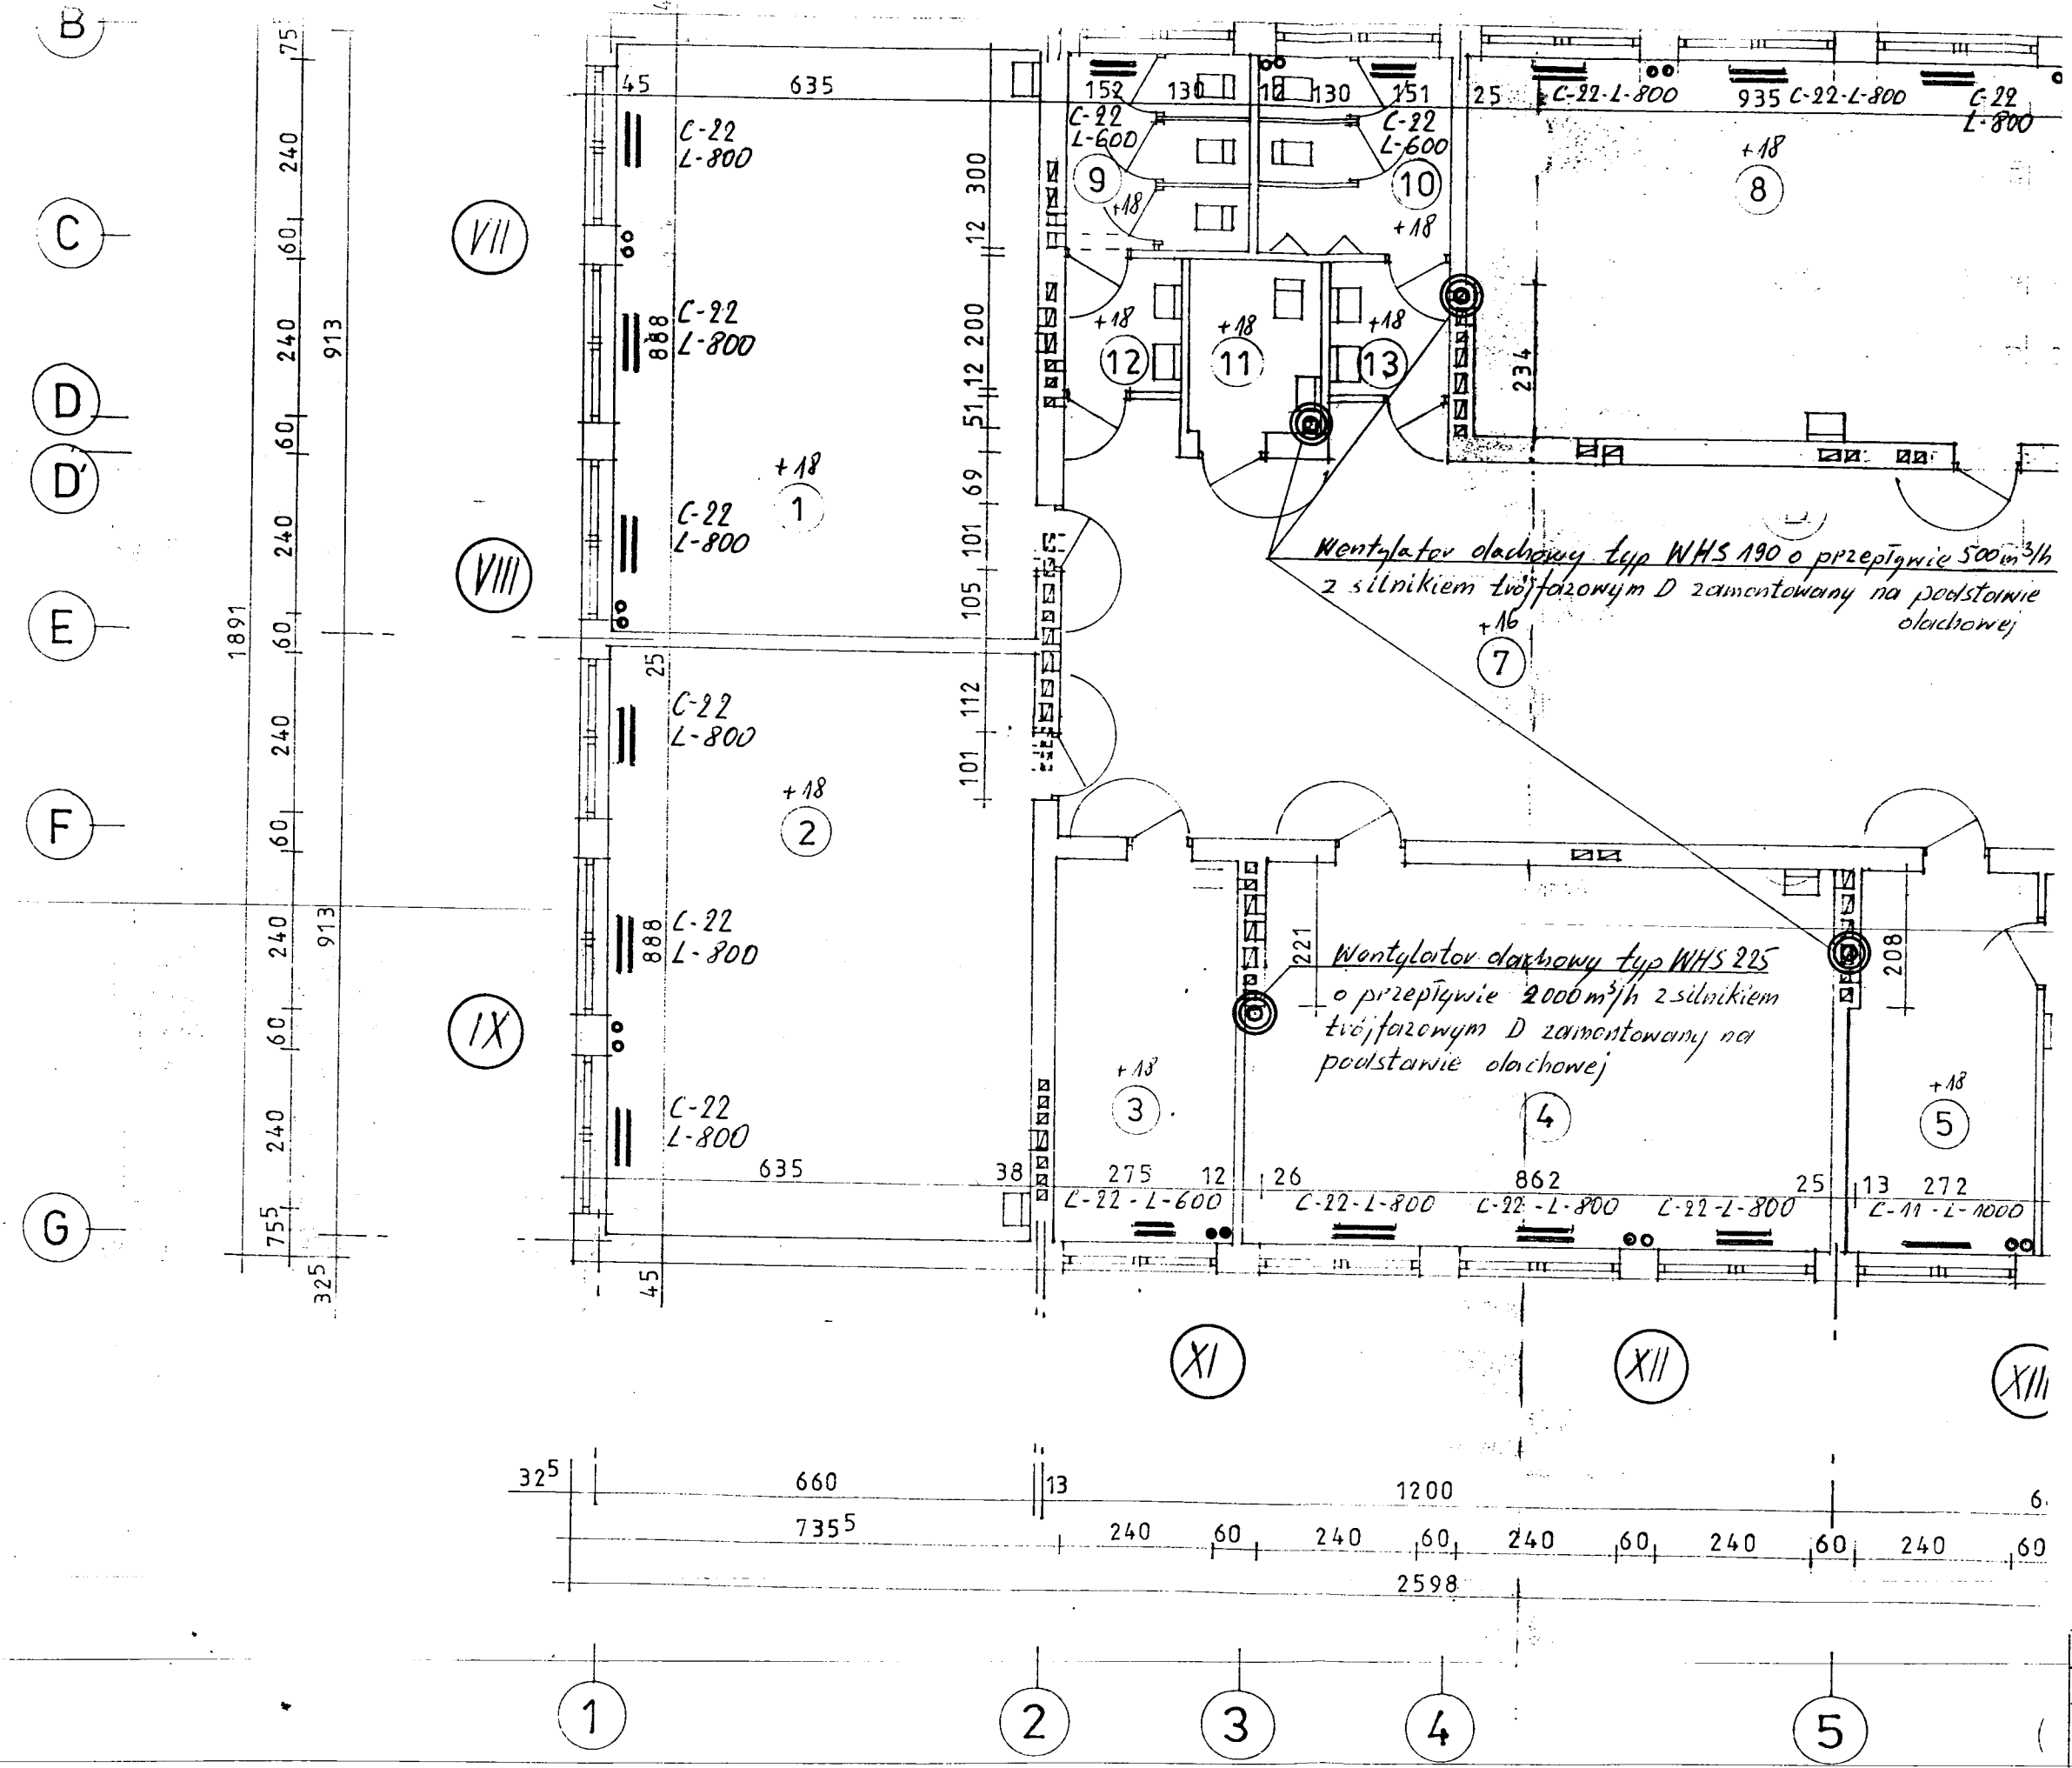 B
C
D
D'
E
F
G
75
240
60
240
60
240
60
240
60
240
60
240
755
1891
913
913
32⁵
VII
VIII
IX
45 635
C-22
L-800
C-22
L-800
888
C-22
L-800
+18
1
25
C-22
L-800
+18
2
C-22
L-800
888
C-22
L-800
635 38
45
300
12
200
12
51
69
101
105
112
101
152 130 12 130 151 25 C-22-L-800 935 C-22-L-800 C-22
L-800
C-22
L-600
9
+18
C-22
L-600
10
+18
+18
8
+18
12
+18
11
+18
13
234
Wentylator dachowy typ WHS 190 o przepływie 500 m³/h
z silnikiem trójfazowym D zamontowany na podstawie
dachowej
+16
7
221
208
Wentylator dachowy typ WHS 225
o przepływie 2000 m³/h z silnikiem
trójfazowym D zamontowany na
podstawie dachowej
+18
3
4
+18
5
275 12 26 862 25 13 272
C-22-L-600 C-22-L-800 C-22-L-800 C-22-L-800 C-11-L-1000
XI XII XIII
32⁵ 660 13 1200 6
735⁵ 240 60 240 60 240 60 240 60 240 60
2598
1 2 3 4 5